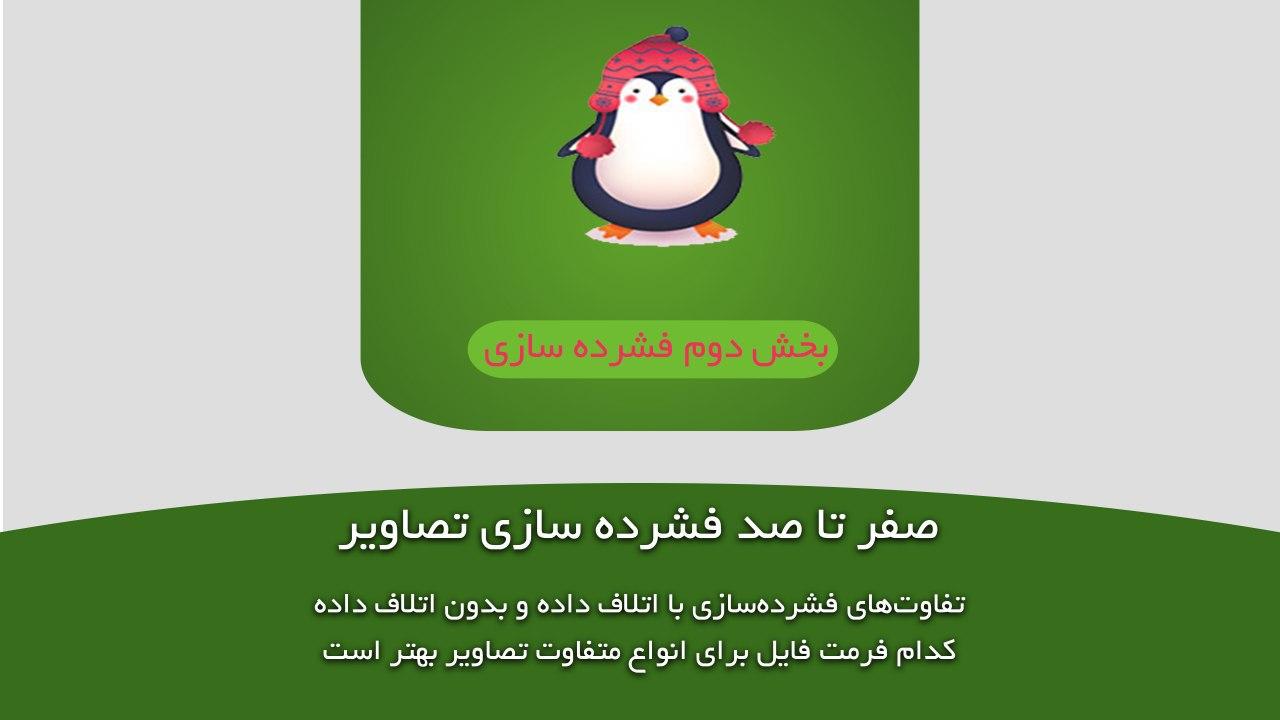 بخش دوم فشرده سازی
صفر تا صد فشرده سازی تصاویر
تفاوت‌های فشرده‌سازی با اتلاف داده و بدون اتلاف داده
کدام فرمت فایل برای انواع متفاوت تصاویر بهتر است